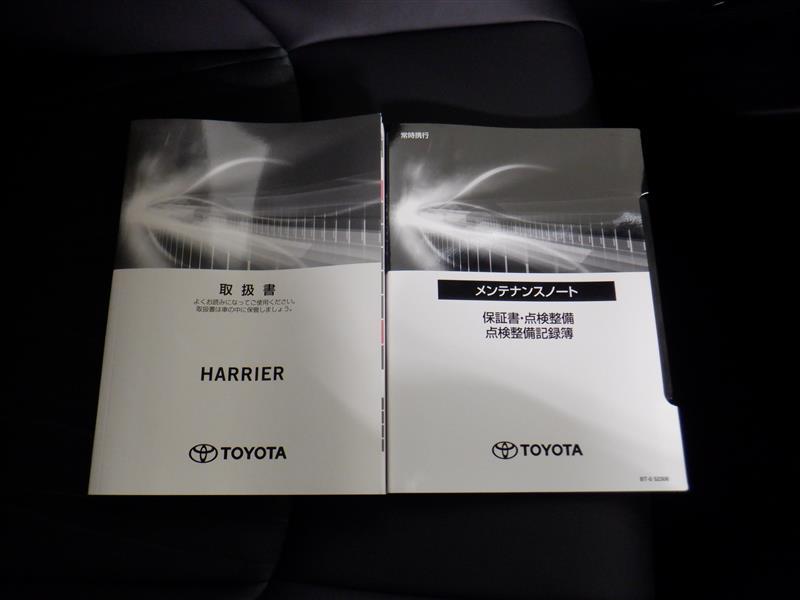 取扱書
よくお読みになってご使用ください。
取扱書は車の中に保管しましょう。
HARRIER
TOYOTA
常時携行
メンテナンスノート
保証書・点検整備
点検整備記録簿
TOYOTA